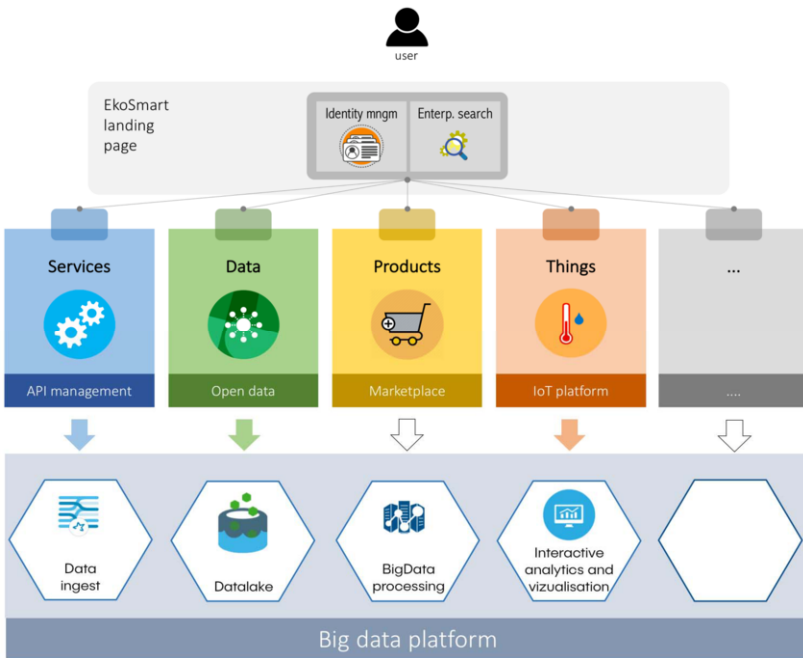 user
EkoSmart
landing
page
Identity mngm
Enterp. search
Services
Data
Products
Things
...
API management
Open data
Marketplace
IoT platform
....
Data
ingest
Datalake
BigData
processing
Interactive
analytics and
vizualisation
Big data platform